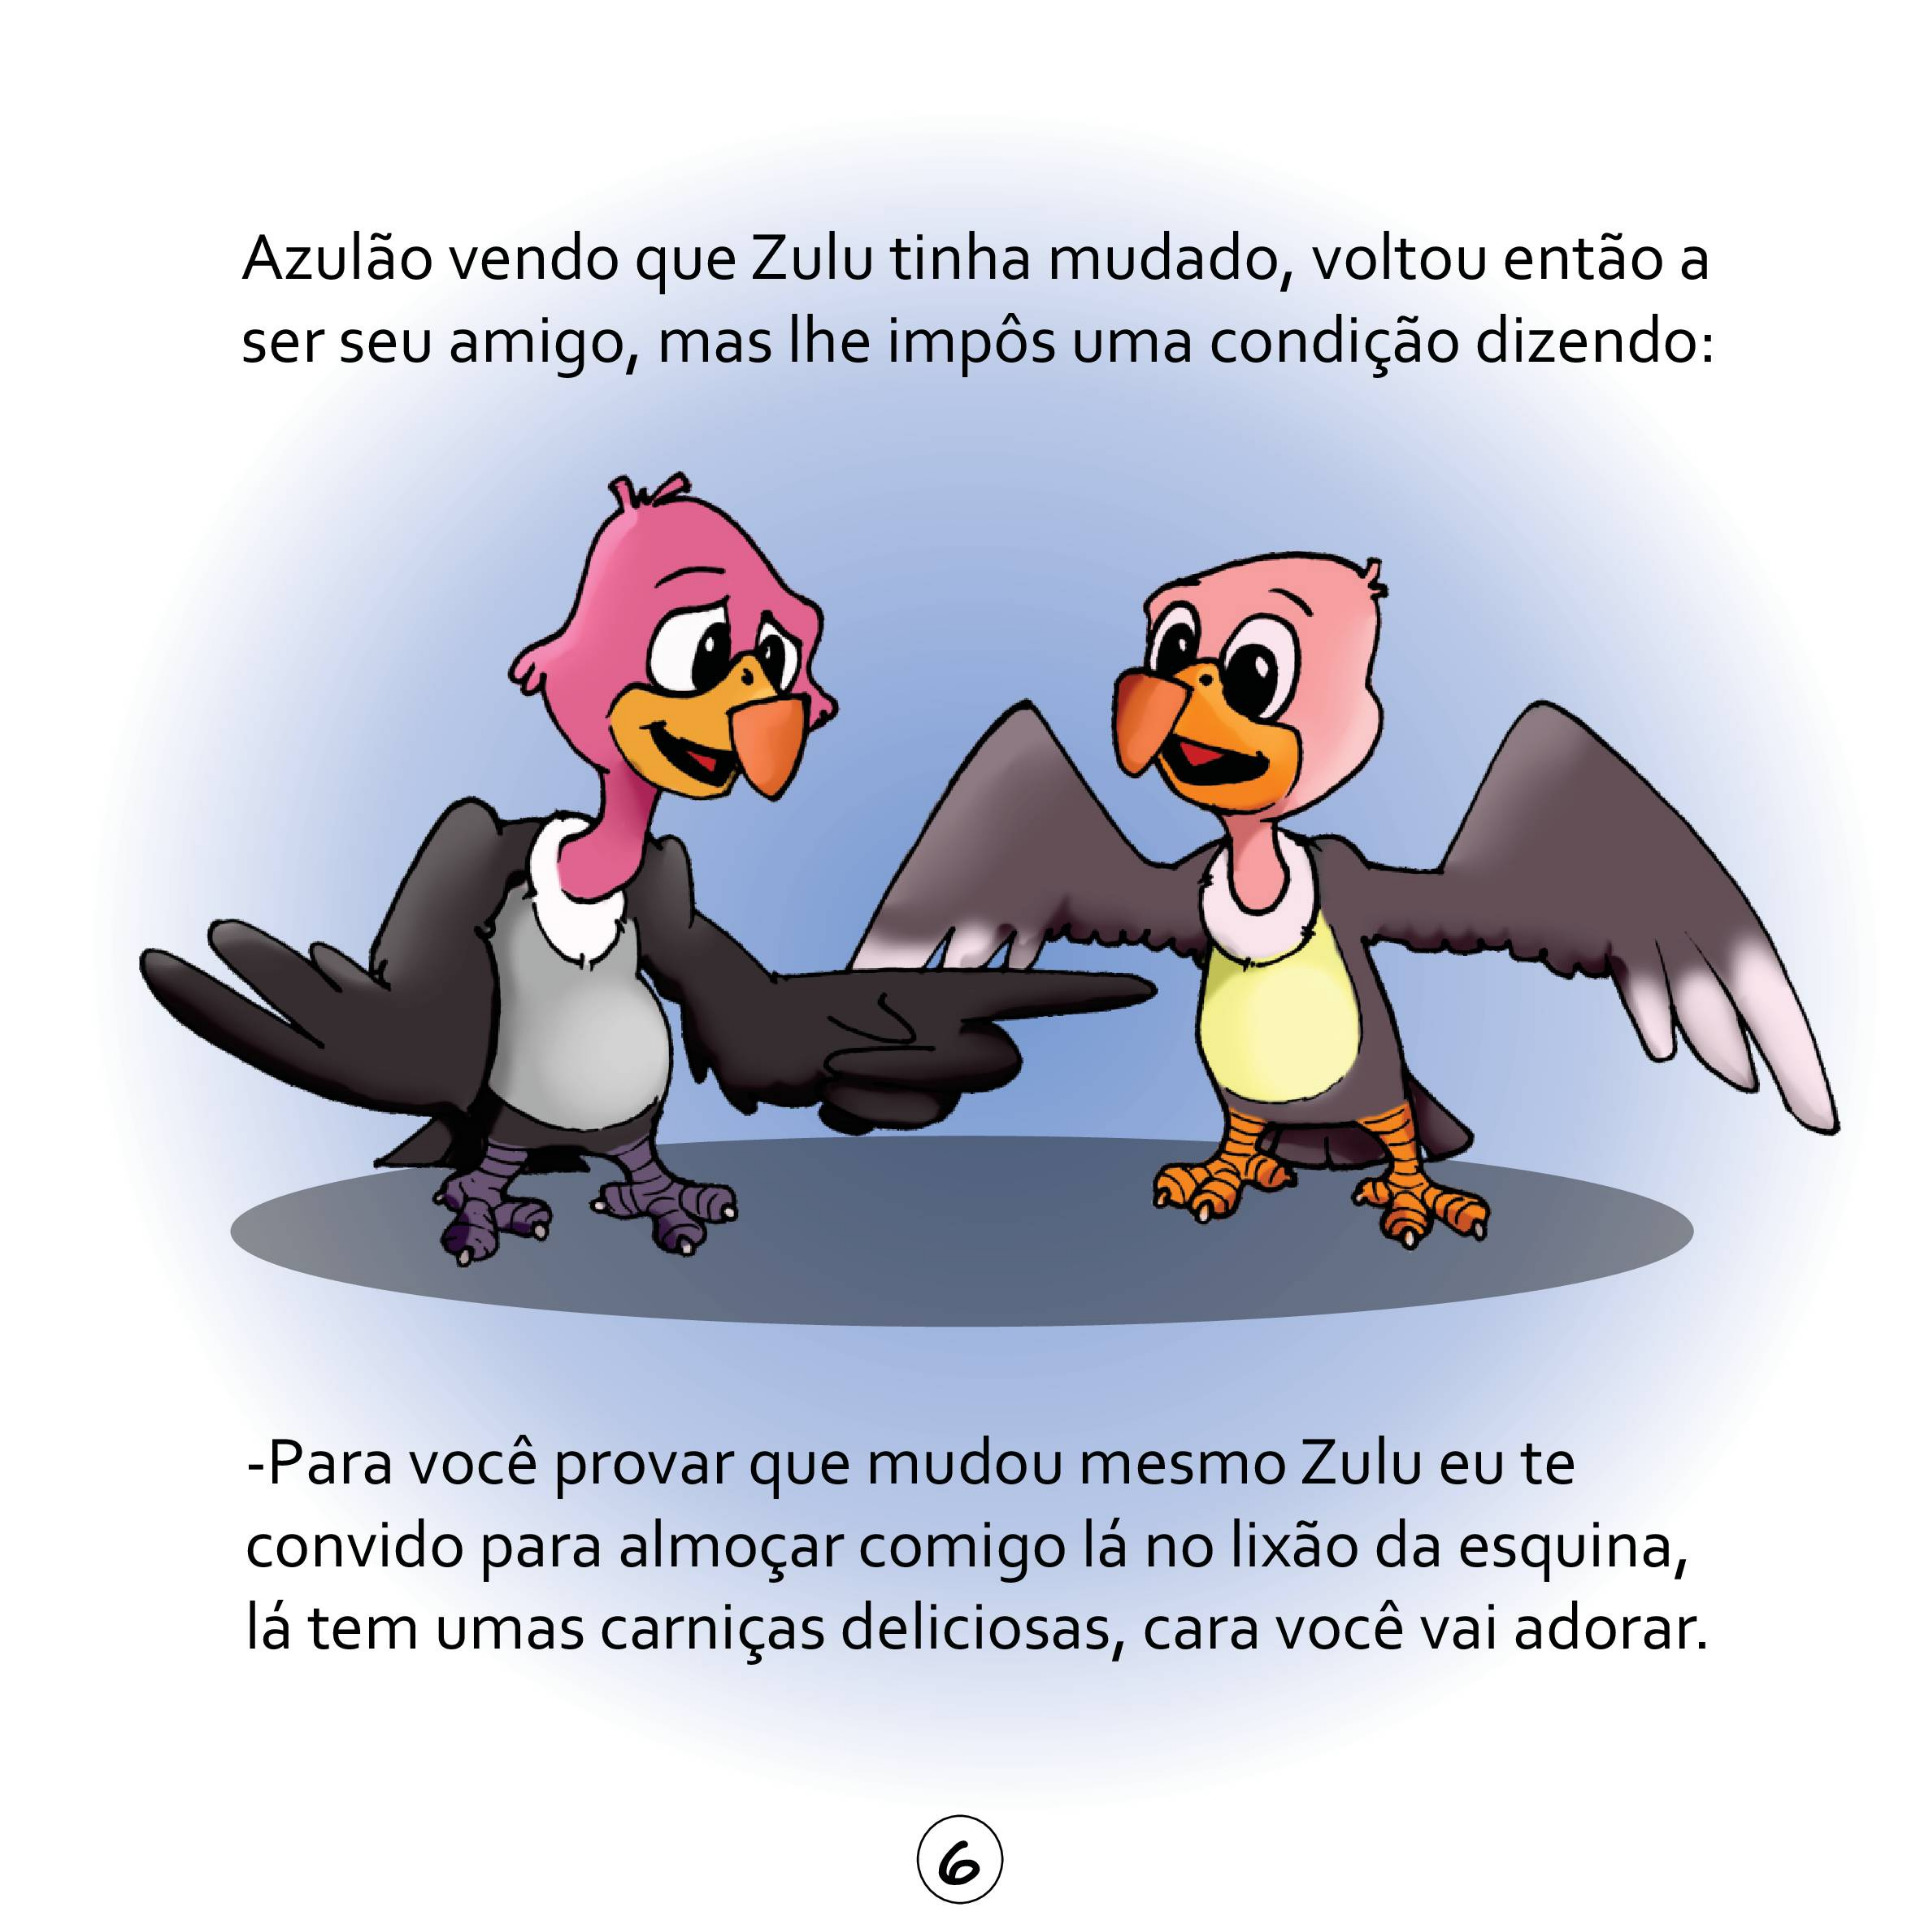 Azulão vendo que Zulu tinha mudado, voltou então a
ser seu amigo, mas lhe impôs uma condição dizendo:
-Para você provar que mudou mesmo Zulu eu te
convido para almoçar comigo lá no lixão da esquina,
lá tem umas carniças deliciosas, cara você vai adorar.
6